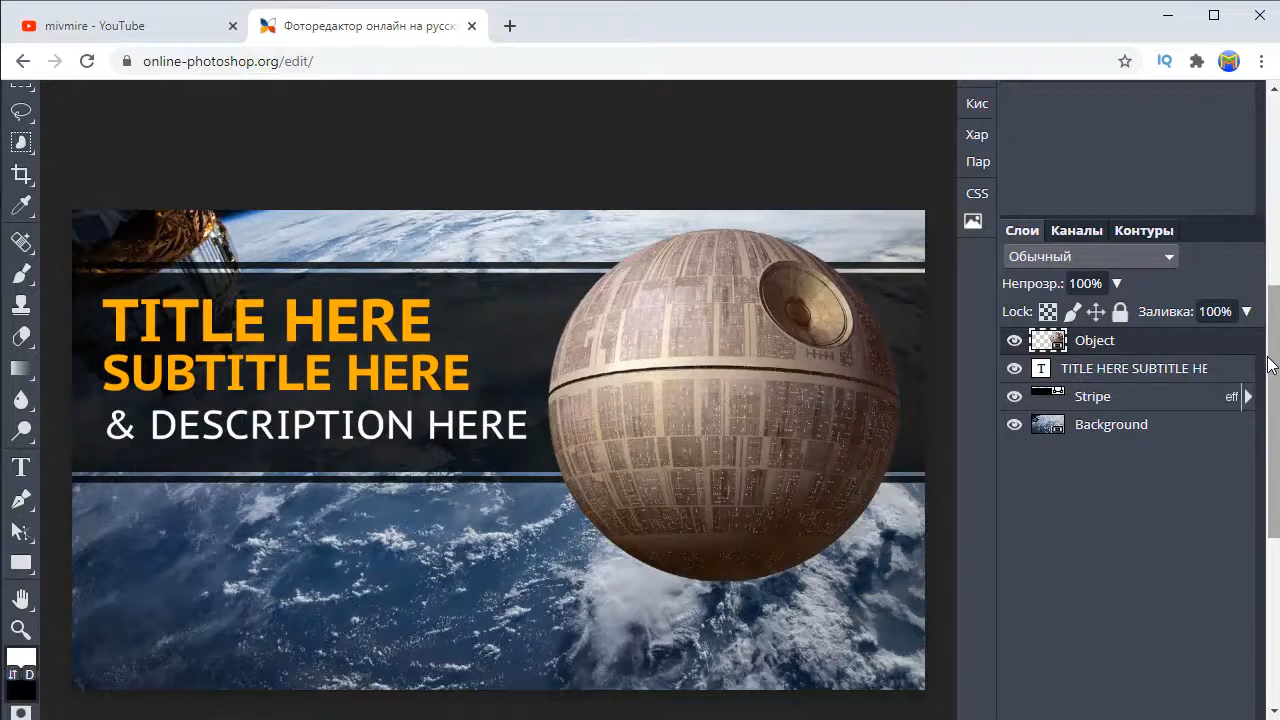 mivmire - YouTube
Фоторедактор онлайн на русск
online-photoshop.org/edit/
IQ
Кис
Хар
Пар
CSS
Слои Каналы Контуры
Обычный
Непрозр.: 100%
Lock: Заливка: 100%
Object
T TITLE HERE SUBTITLE HE
Stripe eff
Background
TITLE HERE
SUBTITLE HERE
& DESCRIPTION HERE
T
D